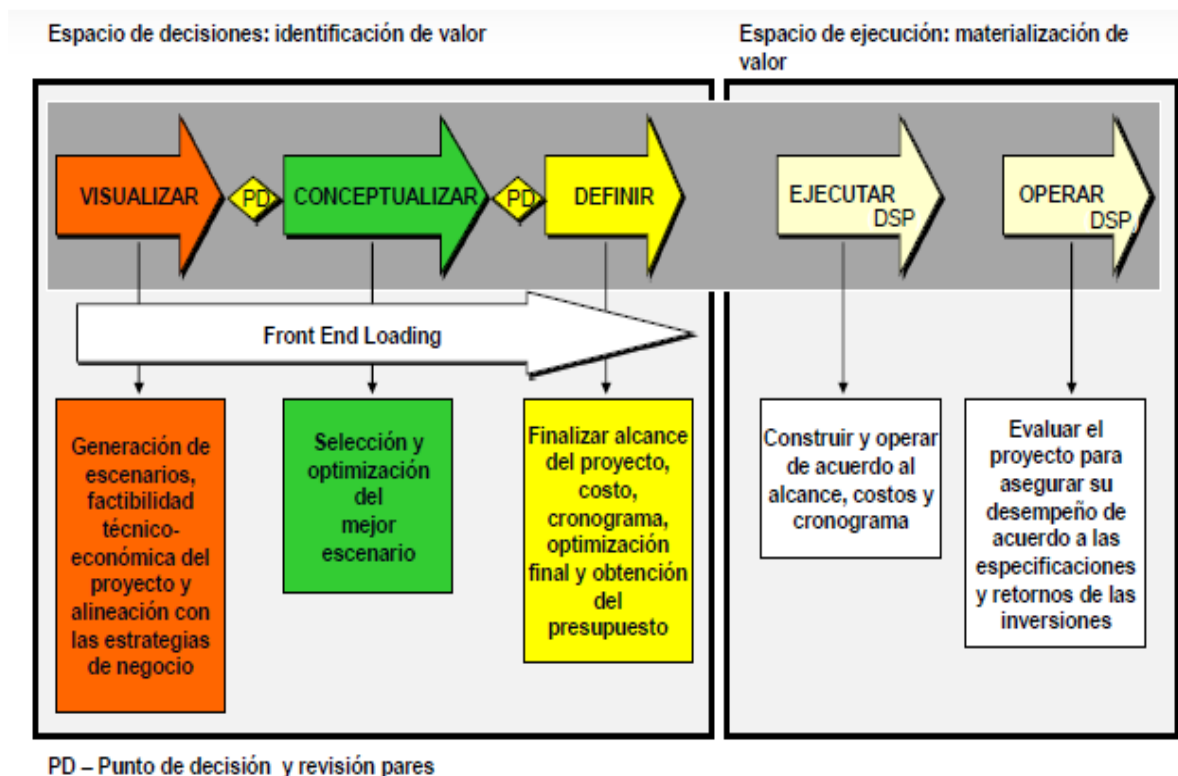 Espacio de decisiones: identificación de valor
Espacio de ejecución: materialización de
valor
VISUALIZAR
PD
CONCEPTUALIZAR
PD
DEFINIR
EJECUTAR
DSP
OPERAR
DSP
Front End Loading
Generación de
escenarios,
factibilidad
técnico-
económica del
proyecto y
alineación con
las estrategias
de negocio
Selección y
optimización
del
mejor
escenario
Finalizar alcance
del proyecto,
costo,
cronograma,
optimización
final y obtención
del
presupuesto
Construir y operar
de acuerdo al
alcance, costos y
cronograma
Evaluar el
proyecto para
asegurar su
desempeño de
acuerdo a las
especificaciones
y retornos de las
inversiones
PD – Punto de decisión y revisión pares